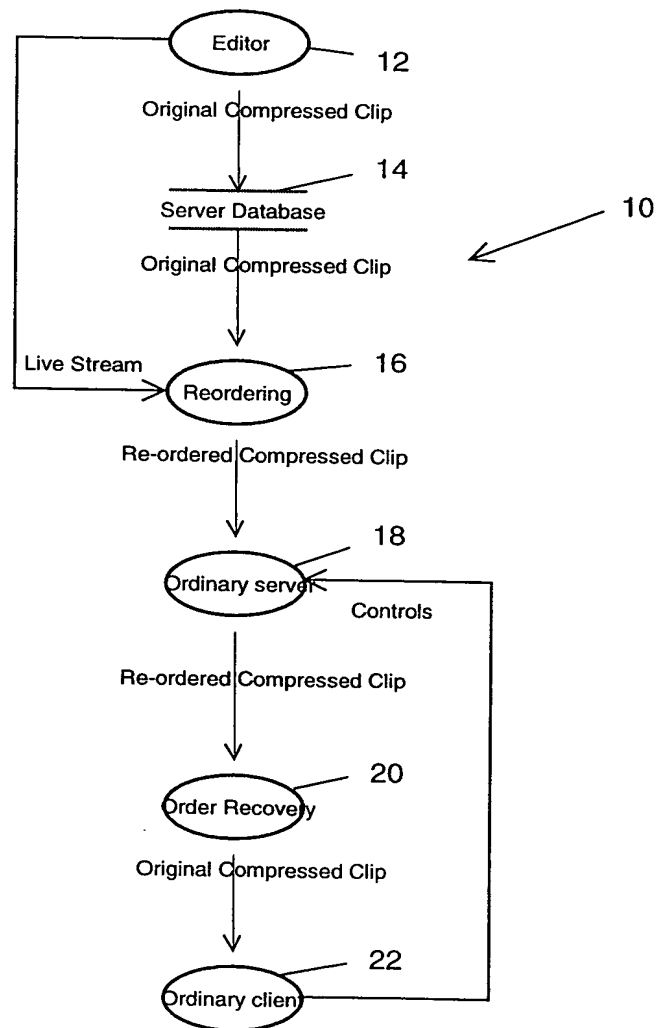 Editor
12
Original Compressed Clip
14
Server Database
10
Original Compressed Clip
Live Stream
16
Reordering
Re-ordered Compressed Clip
18
Ordinary server
Controls
Re-ordered Compressed Clip
20
Order Recovery
Original Compressed Clip
22
Ordinary client